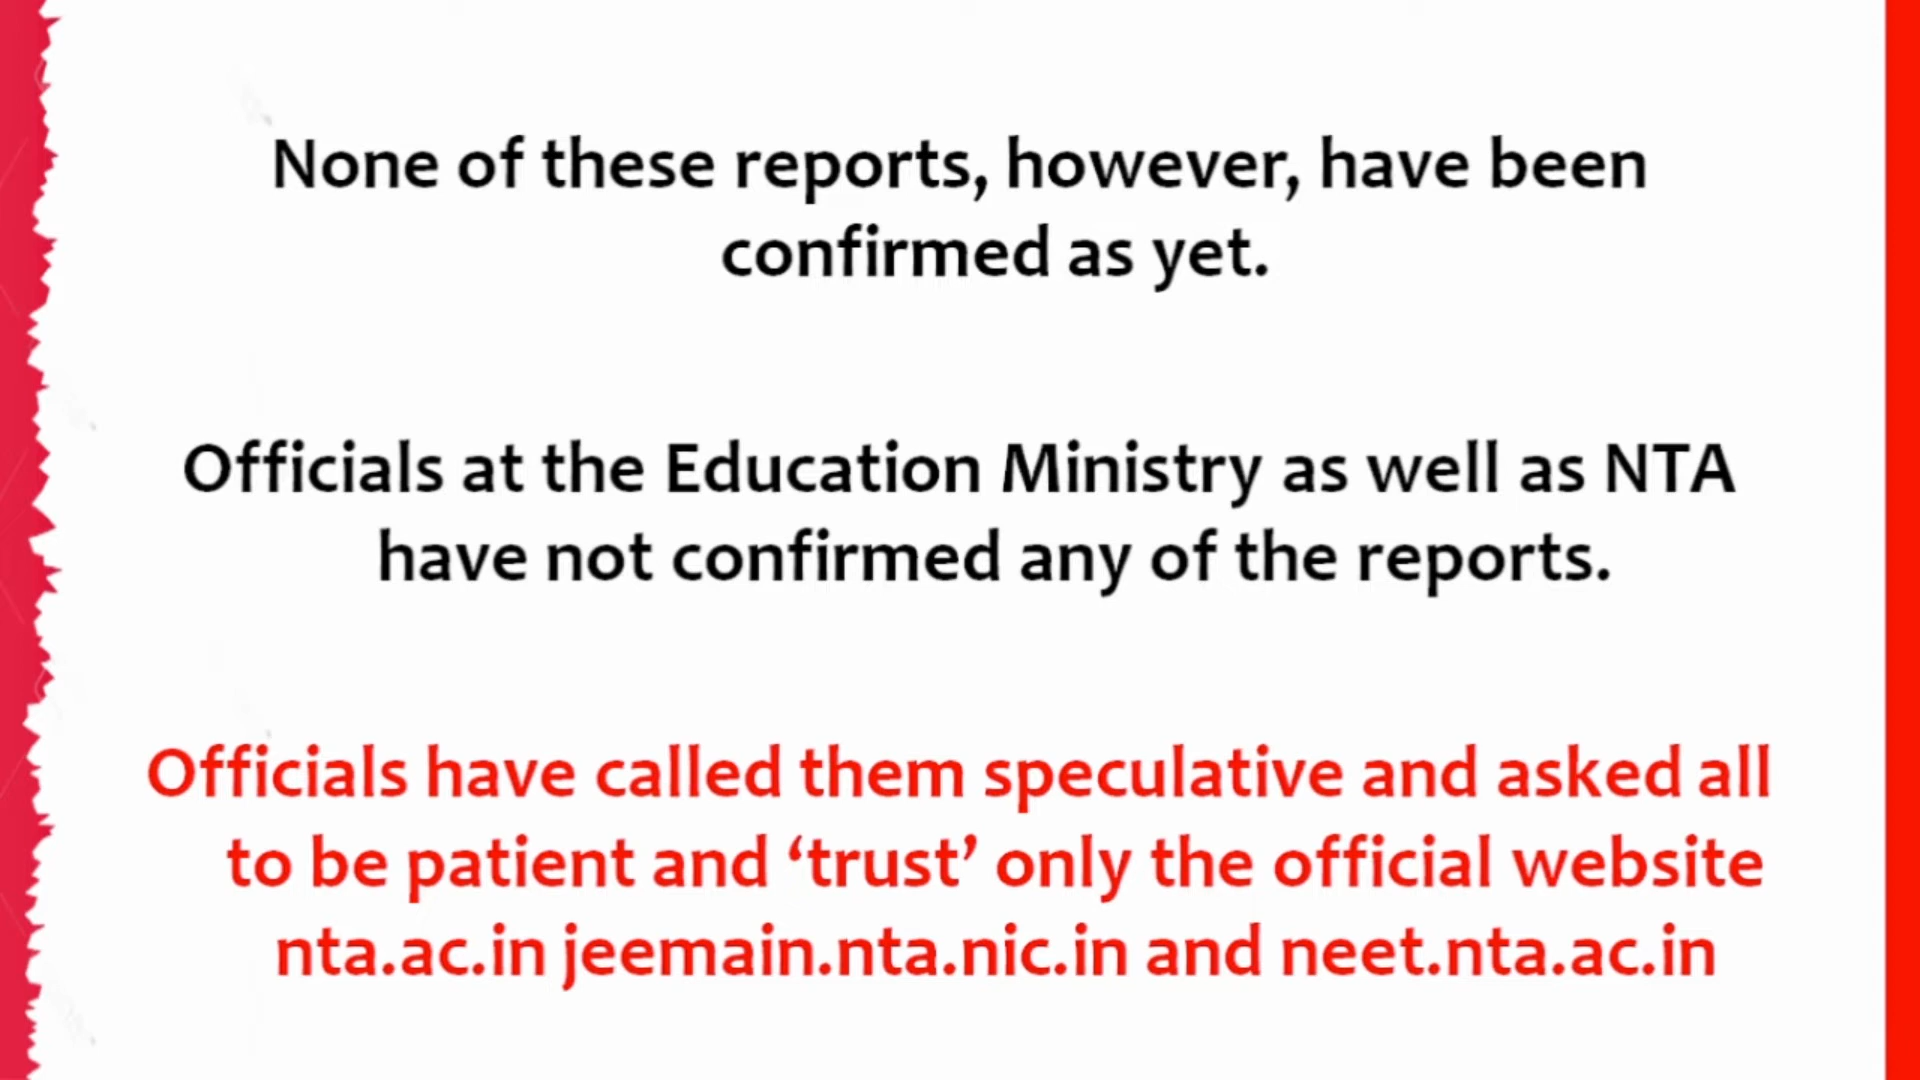 None of these reports, however, have been
confirmed as yet.
Officials at the Education Ministry as well as NTA
have not confirmed any of the reports.
Officials have called them speculative and asked all
to be patient and ‘trust’ only the official website
nta.ac.in jeemain.nta.nic.in and neet.nta.ac.in